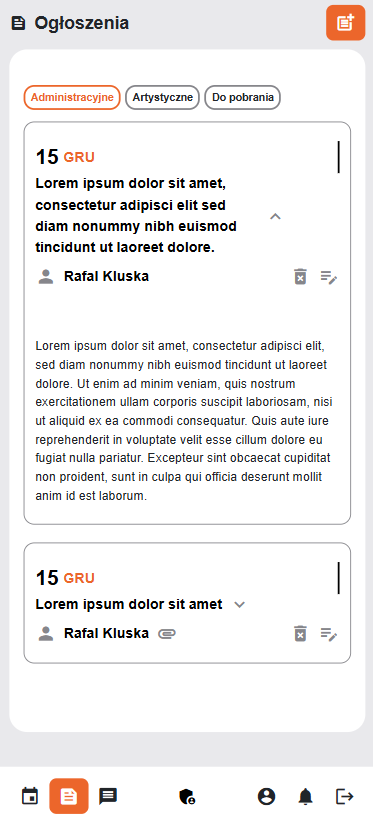 Ogłoszenia
Administracyjne Artystyczne Do pobrania
15 GRU
Lorem ipsum dolor sit amet,
consectetur adipisci elit sed
diam nonummy nibh euismod
tincidunt ut laoreet dolore.
Rafal Kluska
Lorem ipsum dolor sit amet, consectetur adipisci elit,
sed diam nonummy nibh euismod tincidunt ut laoreet
dolore. Ut enim ad minim veniam, quis nostrum
exercitationem ullam corporis suscipit laboriosam, nisi
ut aliquid ex ea commodi consequatur. Quis aute iure
reprehenderit in voluptate velit esse cillum dolore eu
fugiat nulla pariatur. Excepteur sint obcaecat cupiditat
non proident, sunt in culpa qui officia deserunt mollit
anim id est laborum.
15 GRU
Lorem ipsum dolor sit amet
Rafal Kluska